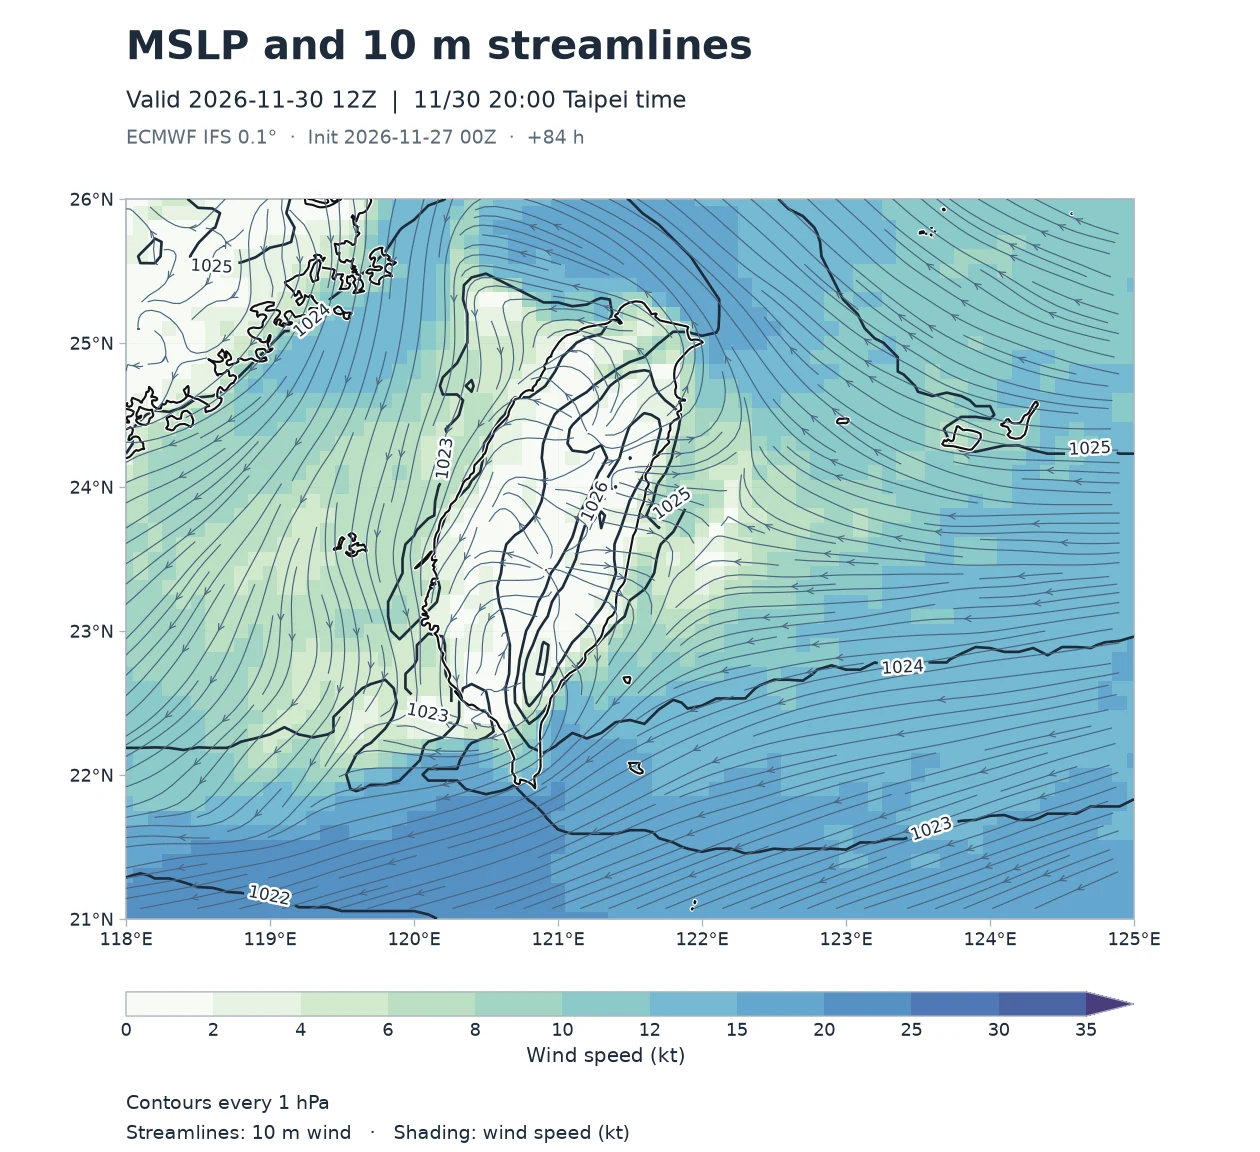 MSLP and 10 m streamlines
Valid 2026-11-30 12Z | 11/30 20:00 Taipei time
ECMWF IFS 0.1° · Init 2026-11-27 00Z · +84 h
26°N
25°N
24°N
23°N
22°N
21°N
1025
1024
1023
1026
1025
1025
1024
1023
1023
1022
118°E 119°E 120°E 121°E 122°E 123°E 124°E 125°E
0 2 4 6 8 10 12 15 20 25 30 35
Wind speed (kt)
Contours every 1 hPa
Streamlines: 10 m wind · Shading: wind speed (kt)